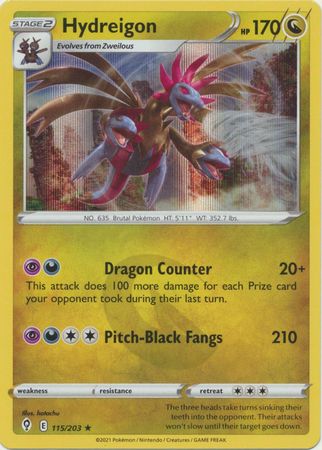 STAGE2
Hydreigon
HP 170
Evolves from Zweilous
NO. 635 Brutal Pokémon HT: 5'11" WT: 352.7 lbs.
Dragon Counter 20+
This attack does 100 more damage for each Prize card
your opponent took during their last turn.
Pitch-Black Fangs 210
weakness resistance retreat
Illus. hatachu
E 115/203 ★
The three heads take turns sinking their
teeth into the opponent. Their attacks
won't slow until their target goes down.
©2021 Pokémon / Nintendo / Creatures / GAME FREAK